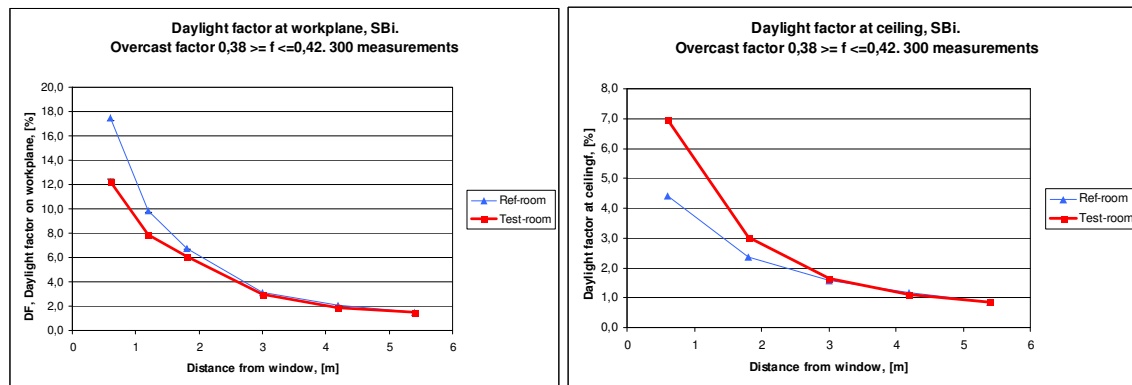 Daylight factor at workplane, SBi.
Overcast factor 0,38 >= f <=0,42. 300 measurements
DF, Daylight factor on workplane, [%]
20,0
18,0
16,0
14,0
12,0
10,0
8,0
6,0
4,0
2,0
0,0
0 1 2 3 4 5 6
Distance from window, [m]
Ref-room
Test-room
Daylight factor at ceiling, SBi.
Overcast factor 0,38 >= f <=0,42. 300 measurements
Daylight factor at ceilingf, [%]
8,0
7,0
6,0
5,0
4,0
3,0
2,0
1,0
0,0
0 1 2 3 4 5 6
Distance from window, [m]
Ref-room
Test-room